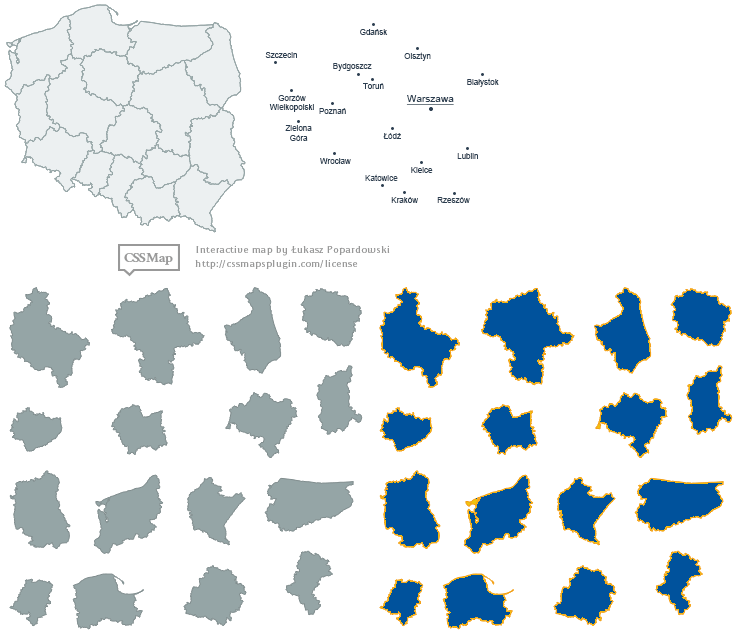 Gdańsk
Szczecin
Olsztyn
Bydgoszcz
Białystok
Toruń
Gorzów
Wielkopolski
Poznań
Warszawa
Zielona
Góra
Łódź
Wrocław
Lublin
Kielce
Katowice
Kraków
Rzeszów
CSSMap
Interactive map by Łukasz Popardowski
http://cssmapsplugin.com/license